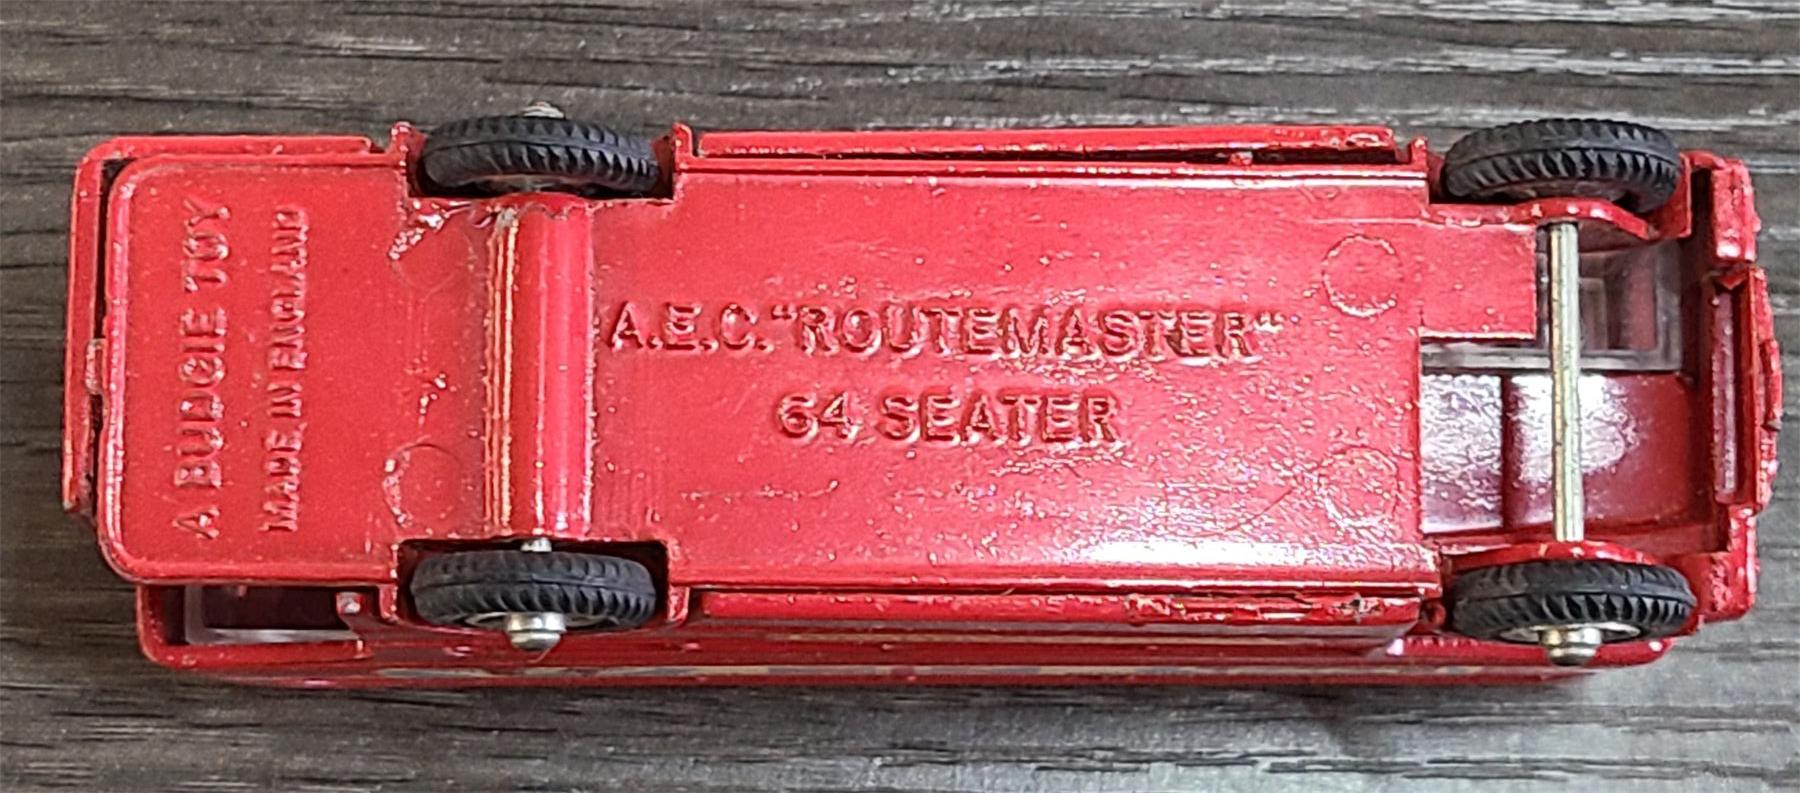 A.E.C. "ROUTEMASTER"
64 SEATER
A BUDGIE TOY
MADE IN ENGLAND